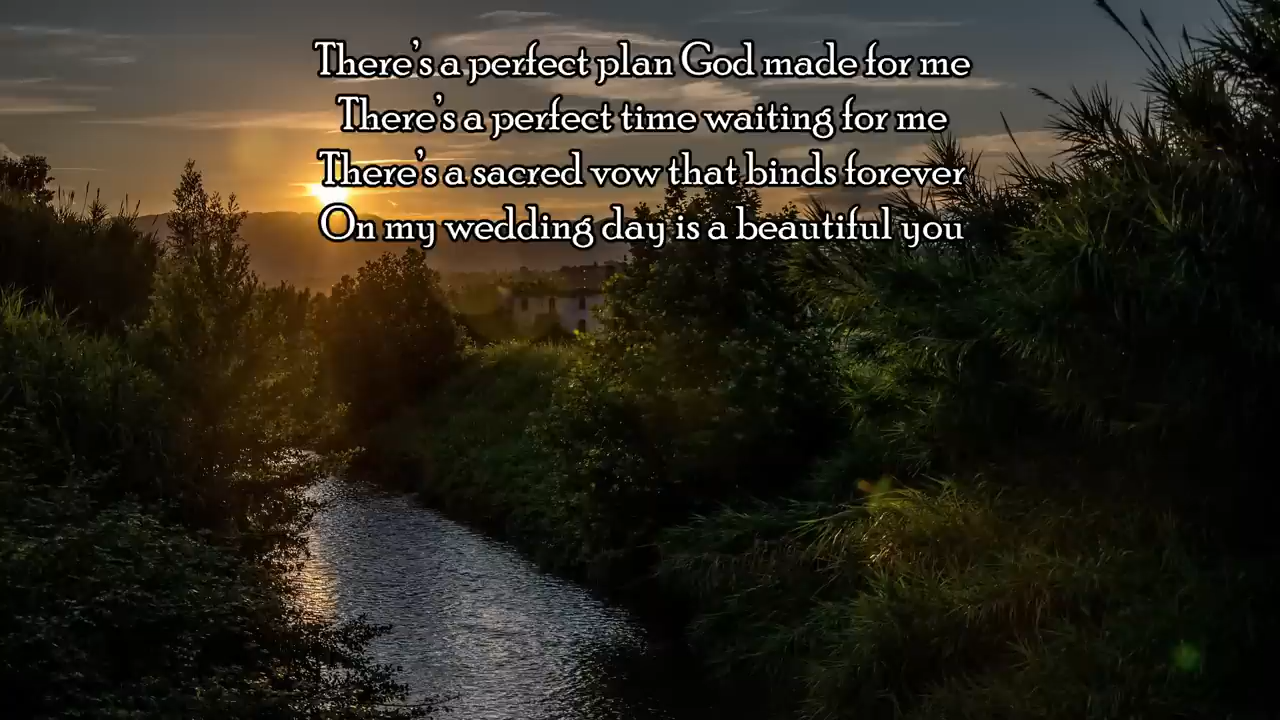 There's a perfect plan God made for me
There's a perfect time waiting for me
There's a sacred vow that binds forever
On my wedding day is a beautiful you